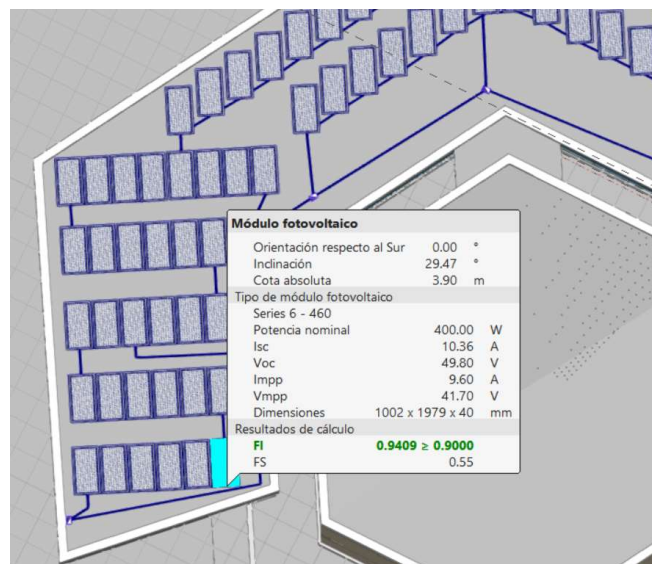 Módulo fotovoltaico
Orientación respecto al Sur 0.00 °
Inclinación 29.47 °
Cota absoluta 3.90 m
Tipo de módulo fotovoltaico
Series 6 - 460
Potencia nominal 400.00 W
Isc 10.36 A
Voc 49.80 V
Impp 9.60 A
Vmpp 41.70 V
Dimensiones 1002 x 1979 x 40 mm
Resultados de cálculo
FI 0.9409 ≥ 0.9000
FS 0.55